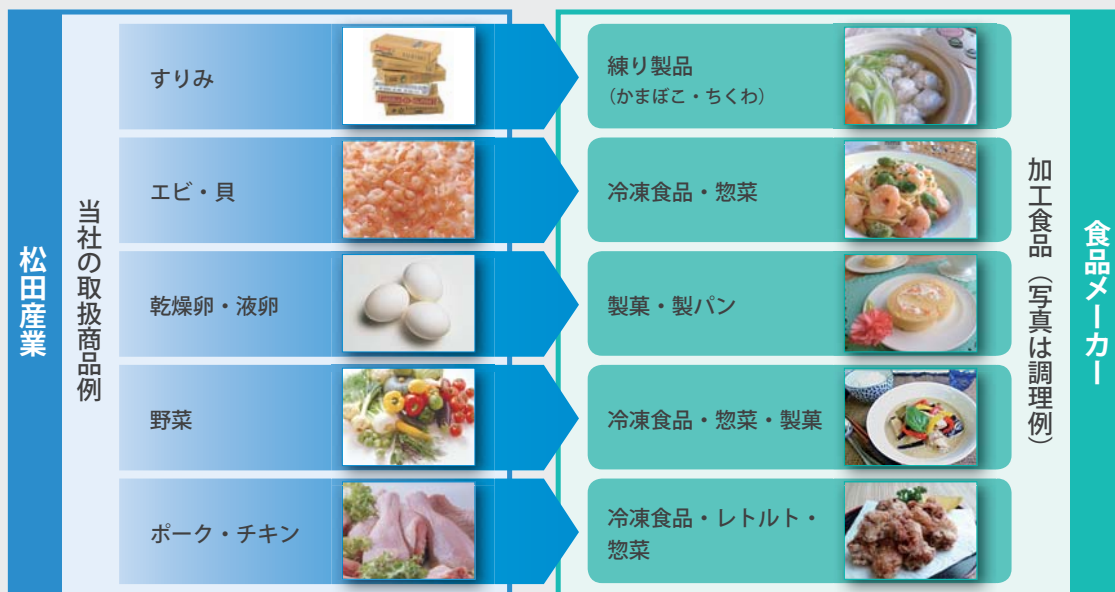 松田産業
当社の取扱商品例
すりみ
練り製品
（かまぼこ・ちくわ）
エビ・貝
冷凍食品・惣菜
乾燥卵・液卵
製菓・製パン
野菜
冷凍食品・惣菜・製菓
ポーク・チキン
冷凍食品・レトルト・
惣菜
加工食品（写真は調理例）
食品メーカー